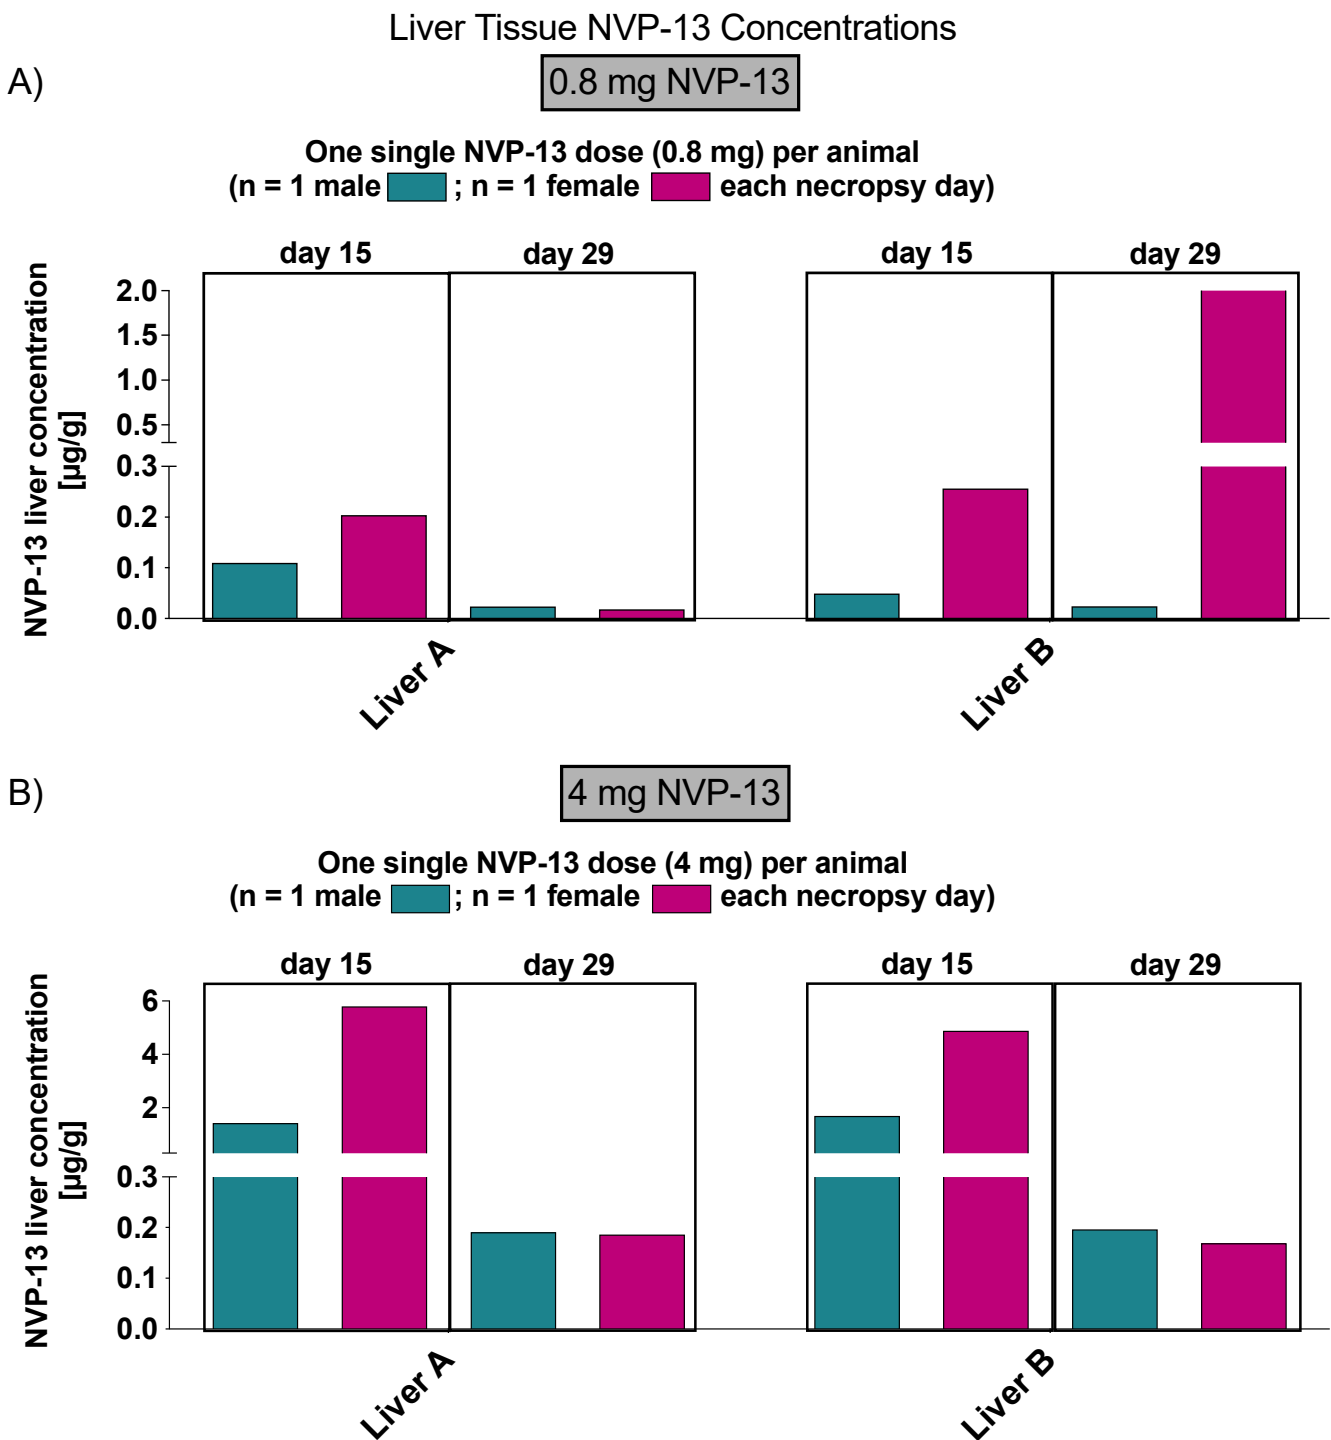 Liver Tissue NVP-13 Concentrations
A)
0.8 mg NVP-13
One single NVP-13 dose (0.8 mg) per animal
(n = 1 male ; n = 1 female each necropsy day)
day 15
day 29
day 15
day 29
NVP-13 liver concentration
[µg/g]
2.0
1.5
1.0
0.5
0.3
0.2
0.1
0.0
Liver A
Liver B
B)
4 mg NVP-13
One single NVP-13 dose (4 mg) per animal
(n = 1 male ; n = 1 female each necropsy day)
day 15
day 29
day 15
day 29
NVP-13 liver concentration
[µg/g]
6
4
2
0.3
0.2
0.1
0.0
Liver A
Liver B